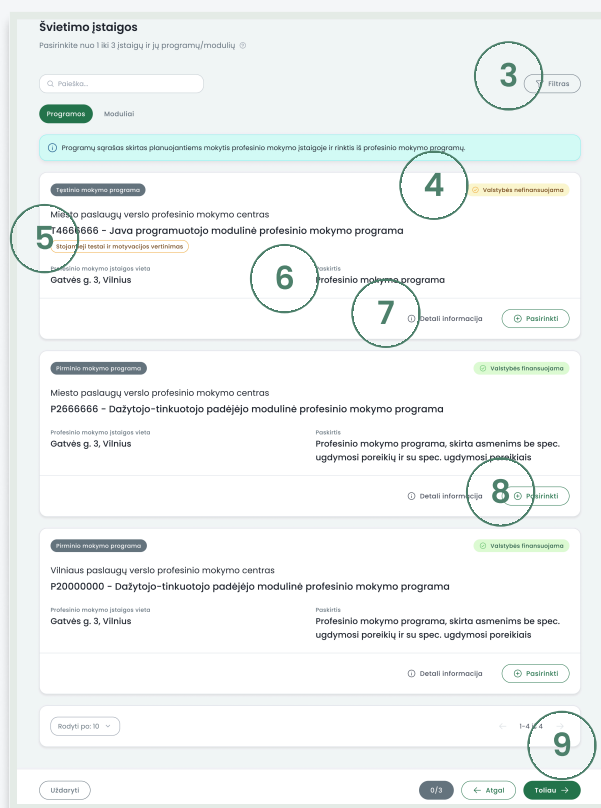 Švietimo įstaigos
Pasirinkite nuo 1 iki 3 įstaigų ir jų programų/modulių
Paieška...
3
Filtras
Programos
Moduliai
Programų sąrašas skirtas planuojantiems mokytis profesinio mokymo įstaigoje ir rinktis iš profesinio mokymo programų.
Tęstinio mokymo programa
4
Valstybės nefinansuojama
Miesto paslaugų verslo profesinio mokymo centras
5
T4666666 - Java programuotojo modulinė profesinio mokymo programa
Stojamieji testai ir motyvacijos vertinimas
Profesinio mokymo įstaigos vieta
Gatvės g. 3, Vilnius
6
Paskirtis
Profesinio mokymo programa
7
Detali informacija
Pasirinkti
Pirminio mokymo programa
Valstybės finansuojama
Miesto paslaugų verslo profesinio mokymo centras
P2666666 - Dažytojo-tinkuotojo padėjėjo modulinė profesinio mokymo programa
Profesinio mokymo įstaigos vieta
Gatvės g. 3, Vilnius
Paskirtis
Profesinio mokymo programa, skirta asmenims be spec.
ugdymosi poreikių ir su spec. ugdymosi poreikiais
Detali informacija
8
Pasirinkti
Pirminio mokymo programa
Valstybės finansuojama
Vilniaus paslaugų verslo profesinio mokymo centras
P20000000 - Dažytojo-tinkuotojo padėjėjo modulinė profesinio mokymo programa
Profesinio mokymo įstaigos vieta
Gatvės g. 3, Vilnius
Paskirtis
Profesinio mokymo programa, skirta asmenims be spec.
ugdymosi poreikių ir su spec. ugdymosi poreikiais
Detali informacija
Pasirinkti
Rodyti po: 10
1-4 iš 4
9
Uždaryti
0/3
← Atgal
Toliau →